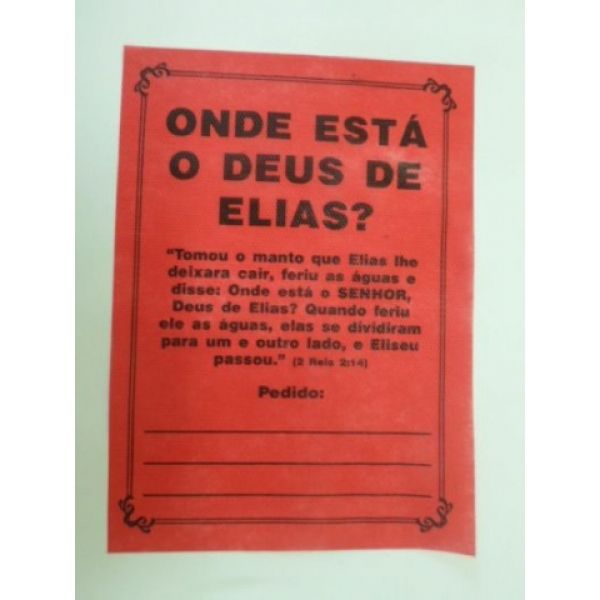 ONDE ESTÁ
O DEUS DE
ELIAS?
"Tomou o manto que Elias lhe
deixara cair, feriu as águas e
disse: Onde está o SENHOR,
Deus de Elias? Quando feriu
ele as águas, elas se dividiram
para um e outro lado, e Eliseu
passou." (2 Reis 2:14)
Pedido: